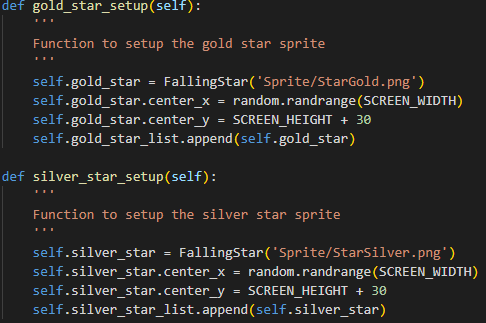 def gold_star_setup(self):
    '''
    Function to setup the gold star sprite
    '''
    self.gold_star = FallingStar('Sprite/StarGold.png')
    self.gold_star.center_x = random.randrange(SCREEN_WIDTH)
    self.gold_star.center_y = SCREEN_HEIGHT + 30
    self.gold_star_list.append(self.gold_star)

def silver_star_setup(self):
    '''
    Function to setup the silver star sprite
    '''
    self.silver_star = FallingStar('Sprite/StarSilver.png')
    self.silver_star.center_x = random.randrange(SCREEN_WIDTH)
    self.silver_star.center_y = SCREEN_HEIGHT + 30
    self.silver_star_list.append(self.silver_star)